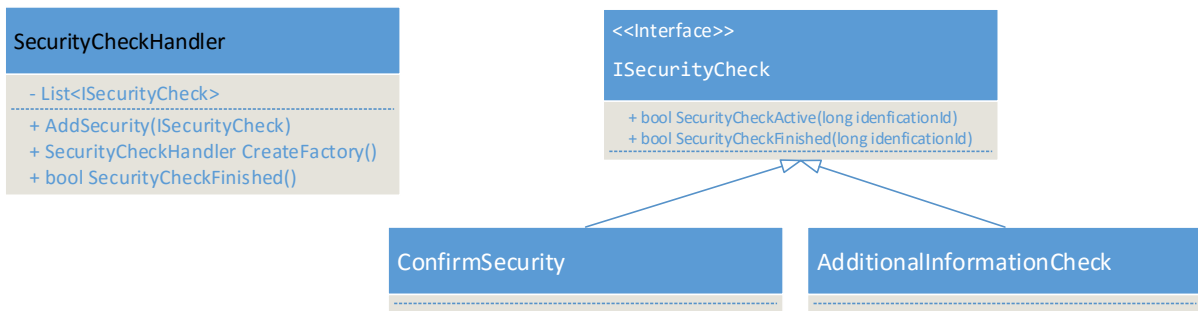 SecurityCheckHandler
- List<ISecurityCheck>
+ AddSecurity(ISecurityCheck)
+ SecurityCheckHandler CreateFactory()
+ bool SecurityCheckFinished()
<<Interface>>
ISecurityCheck
+ bool SecurityCheckActive(long idenficationId)
+ bool SecurityCheckFinished(long idenficationId)
ConfirmSecurity
AdditionalInformationCheck